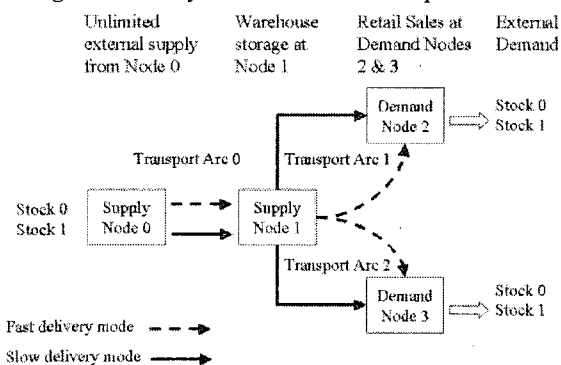 Unlimited external supply from Node 0
Warehouse storage at Node 1
Retail Sales at Demand Nodes 2 & 3
External Demand
Demand Node 2
Stock 0
Stock 1
Transport Arc 0
Transport Arc 1
Stock 0
Stock 1
Supply Node 0
Supply Node 1
Transport Arc 2
Demand Node 3
Stock 0
Stock 1
Fast delivery mode
Slow delivery mode